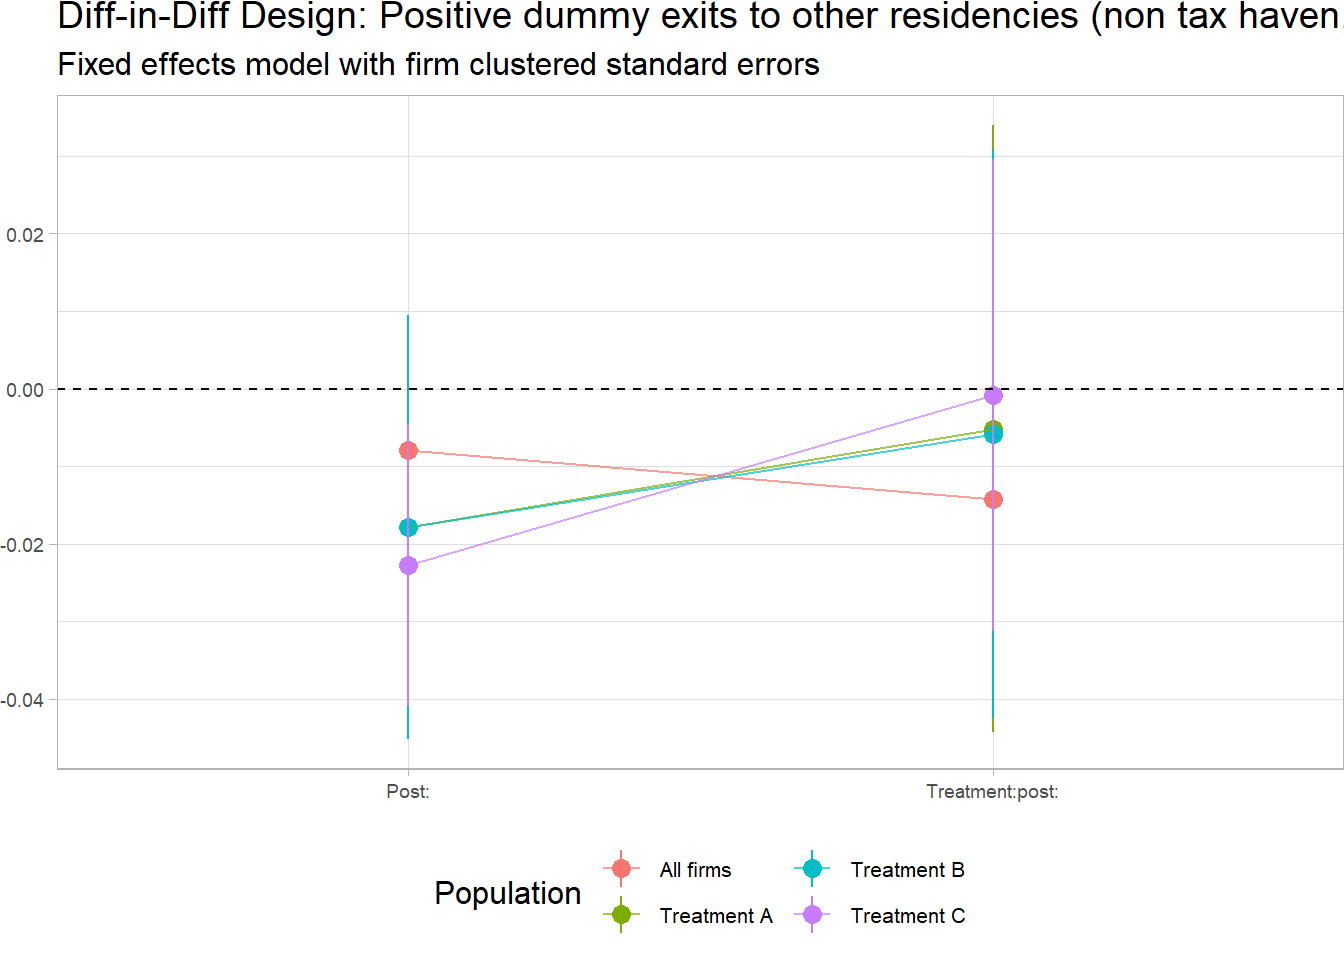 Diff-in-Diff Design: Positive dummy exits to other residencies (non tax haven
Fixed effects model with firm clustered standard errors
0.02
0.00
-0.02
-0.04
Post:
Treatment:post:
Population
All firms
Treatment B
Treatment A
Treatment C